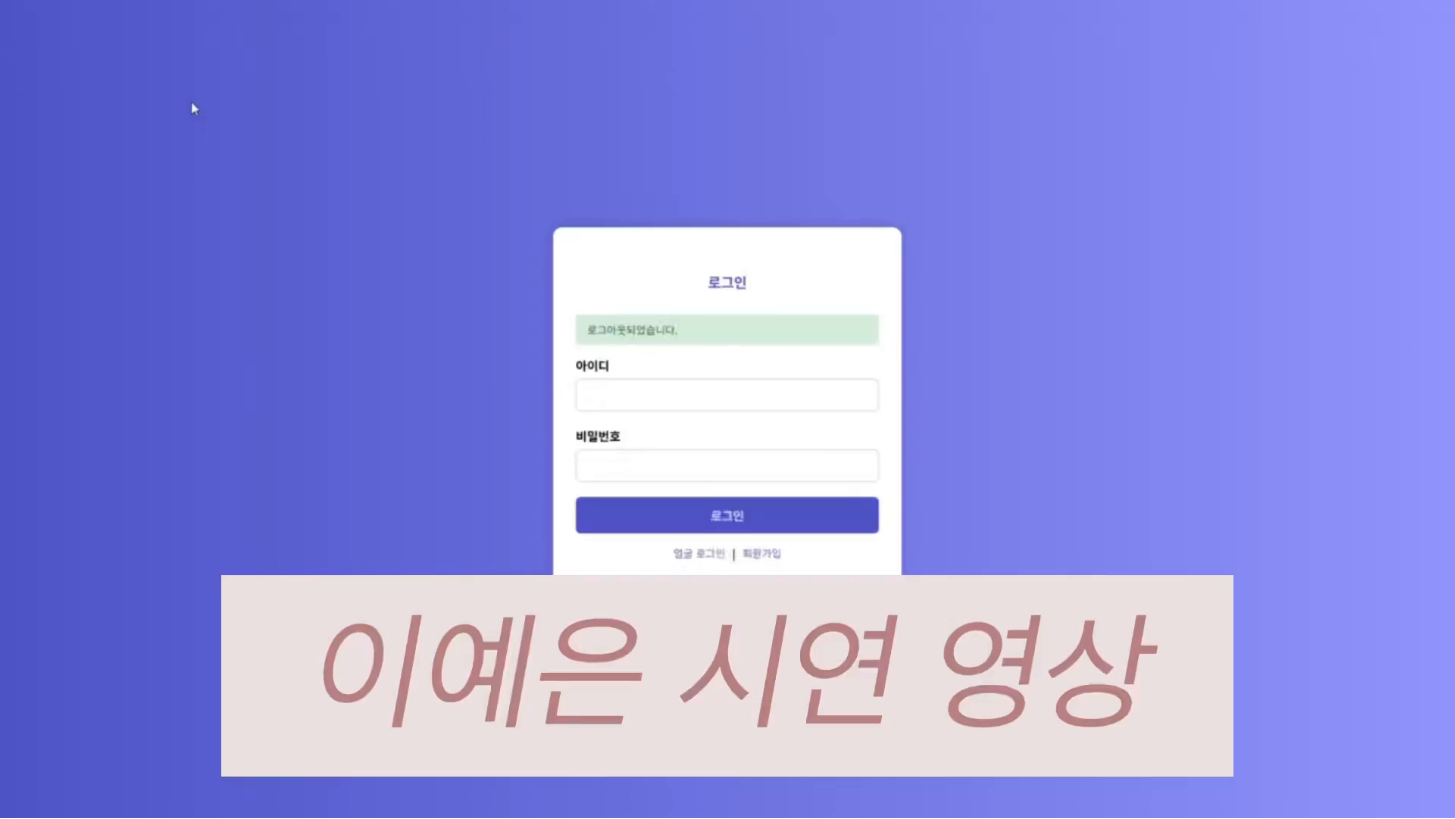 로그인
로그아웃되었습니다.
아이디
비밀번호
로그인
얼굴 로그인 | 회원가입
이예은 시연 영상